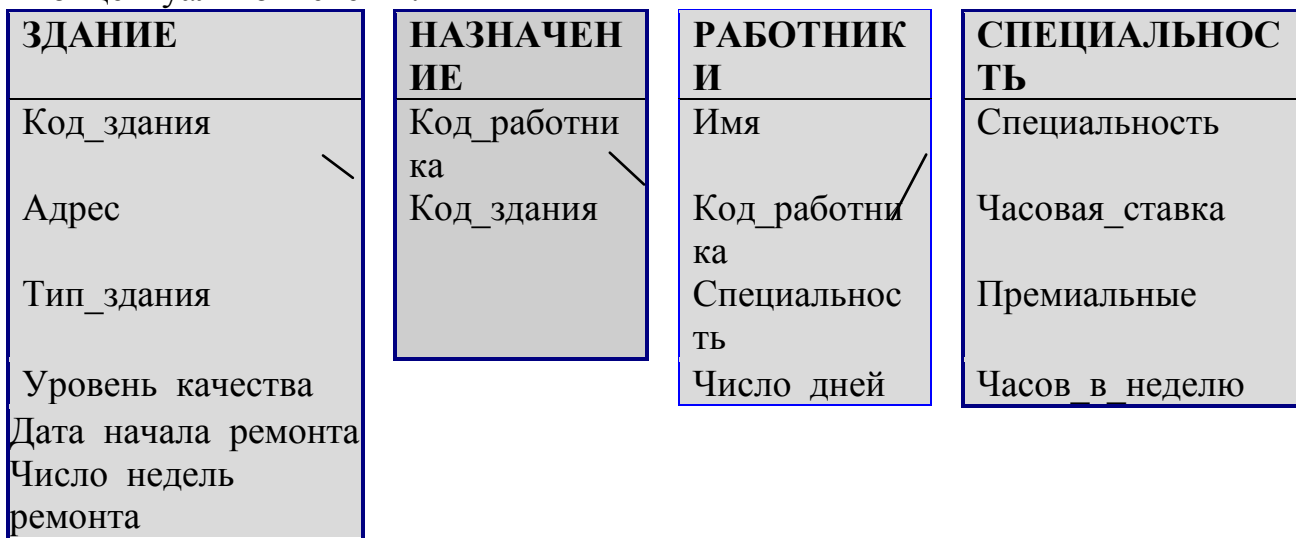 ЗДАНИЕ
Код_здания
Адрес
Тип_здания
Уровень качества
Дата начала ремонта
Число недель
ремонта
НАЗНАЧЕН
ИЕ
Код_работни
ка
Код_здания
РАБОТНИК
И
Имя
Код_работни
ка
Специальнос
ть
Число дней
СПЕЦИАЛЬНОС
ТЬ
Специальность
Часовая_ставка
Премиальные
Часов_в_неделю